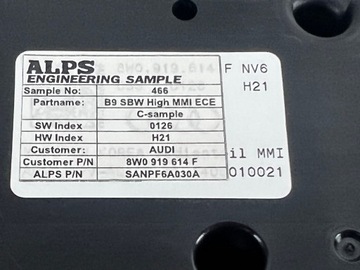 ALPS
ENGINEERING SAMPLE
Sample No: 466
Partname: B9 SBW High MMI ECE
C-sample
SW Index 0126
HW Index H21
Customer: AUDI
Customer P/N 8W0 919 614 F
ALPS P/N SANPF6A030A
F NV6
H21
il MMI
010021